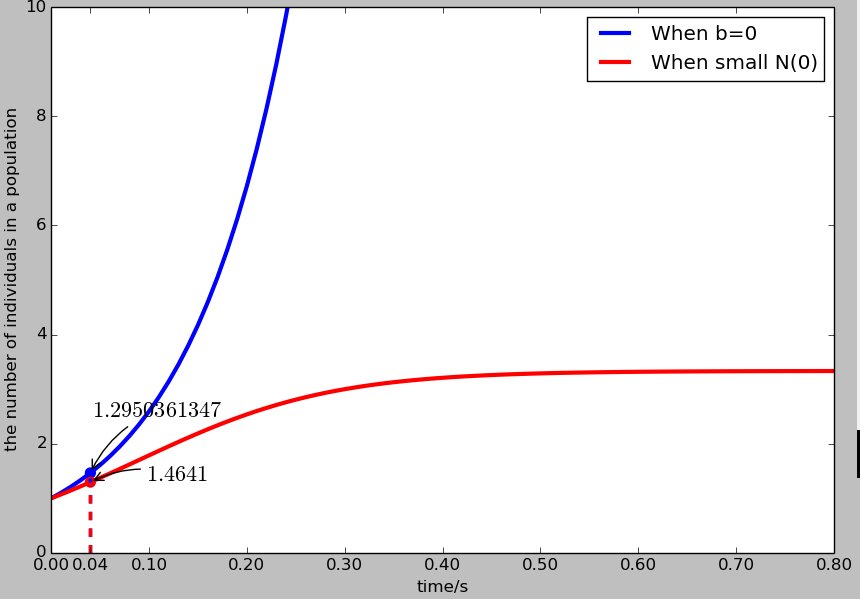 When b=0
When small N(0)
the number of individuals in a population
10
8
6
4
2
0
1.2950361347
1.4641
0.00 0.04 0.10 0.20 0.30 0.40 0.50 0.60 0.70 0.80
time/s